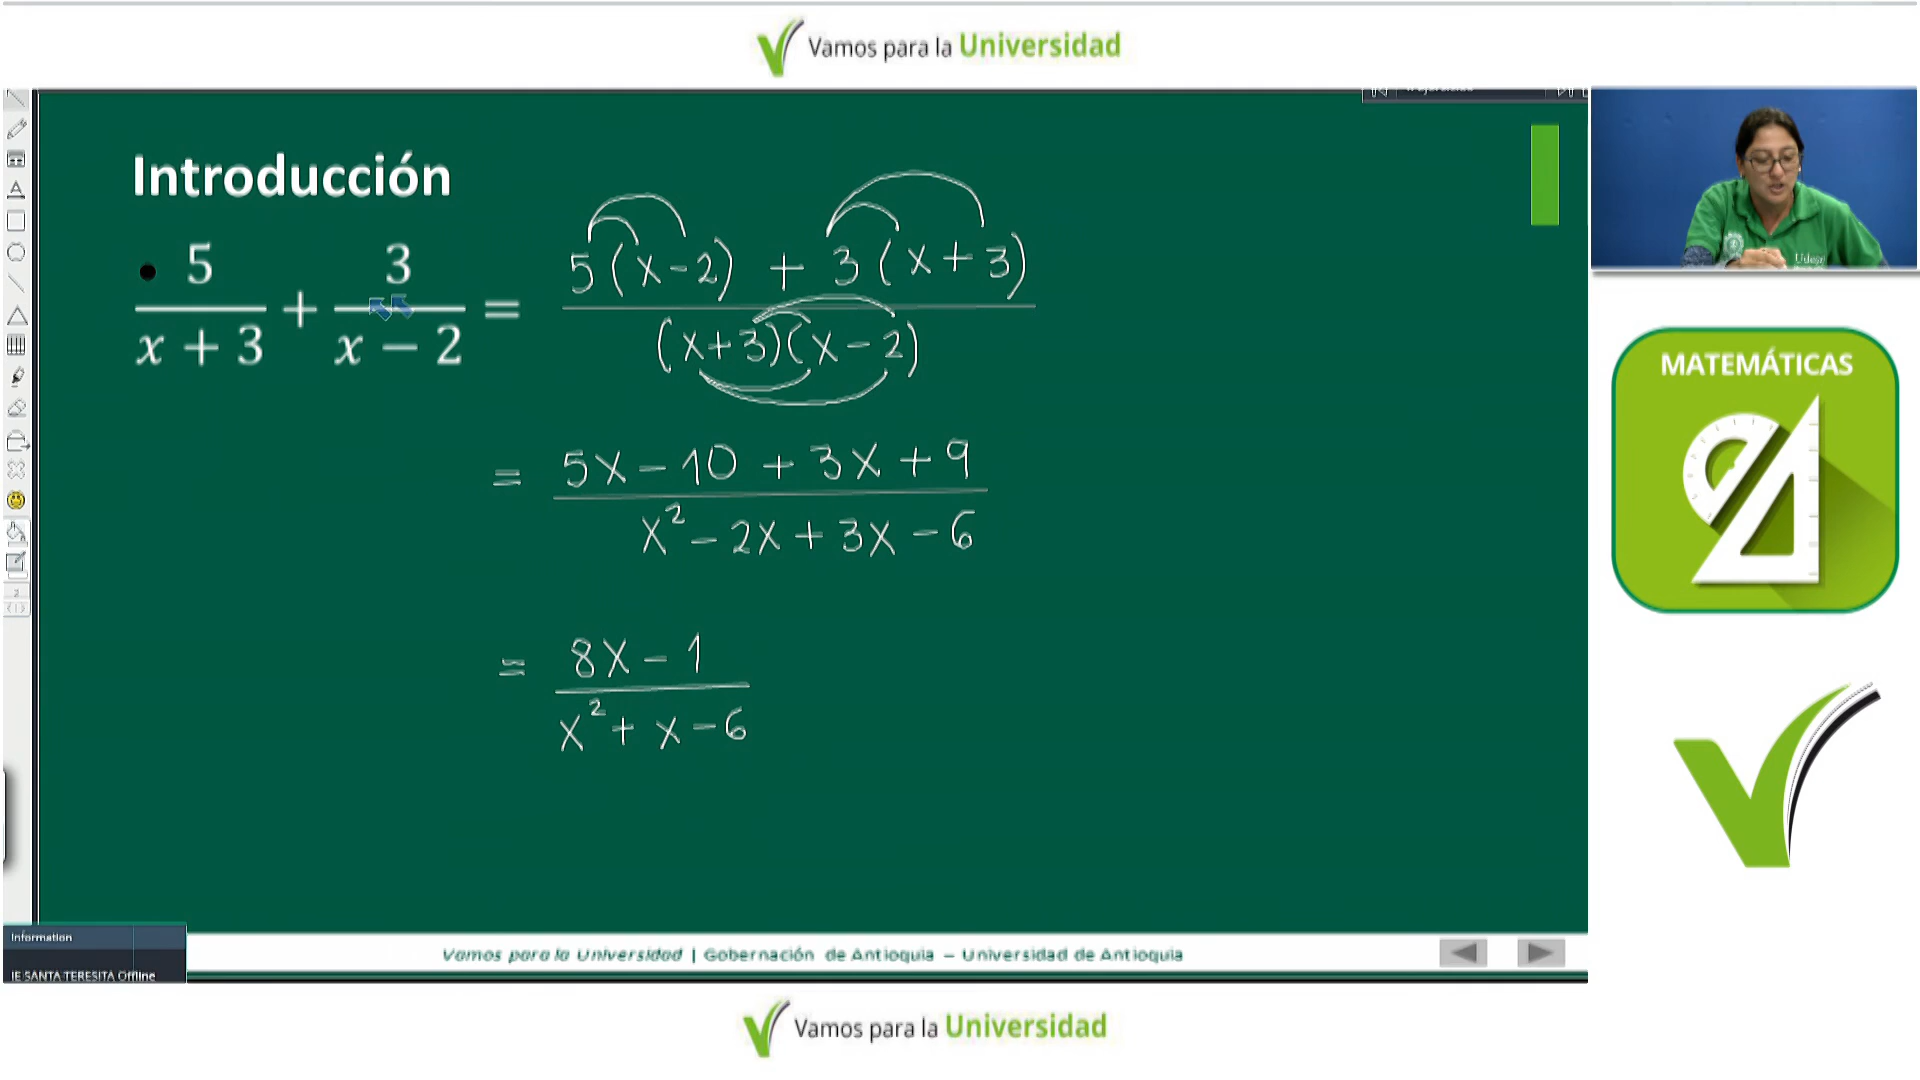 Vamos para la Universidad
Introducción
5/(x + 3) + 3/(x − 2) = (5(x-2) + 3(x+3))/((x+3)(x-2))
= (5x - 10 + 3x + 9)/(x² - 2x + 3x - 6)
= (8x - 1)/(x² + x - 6)
MATEMÁTICAS
Information
IE SANTA TERESITA Offline
Vamos para la Universidad | Gobernación de Antioquia – Universidad de Antioquia
Vamos para la Universidad